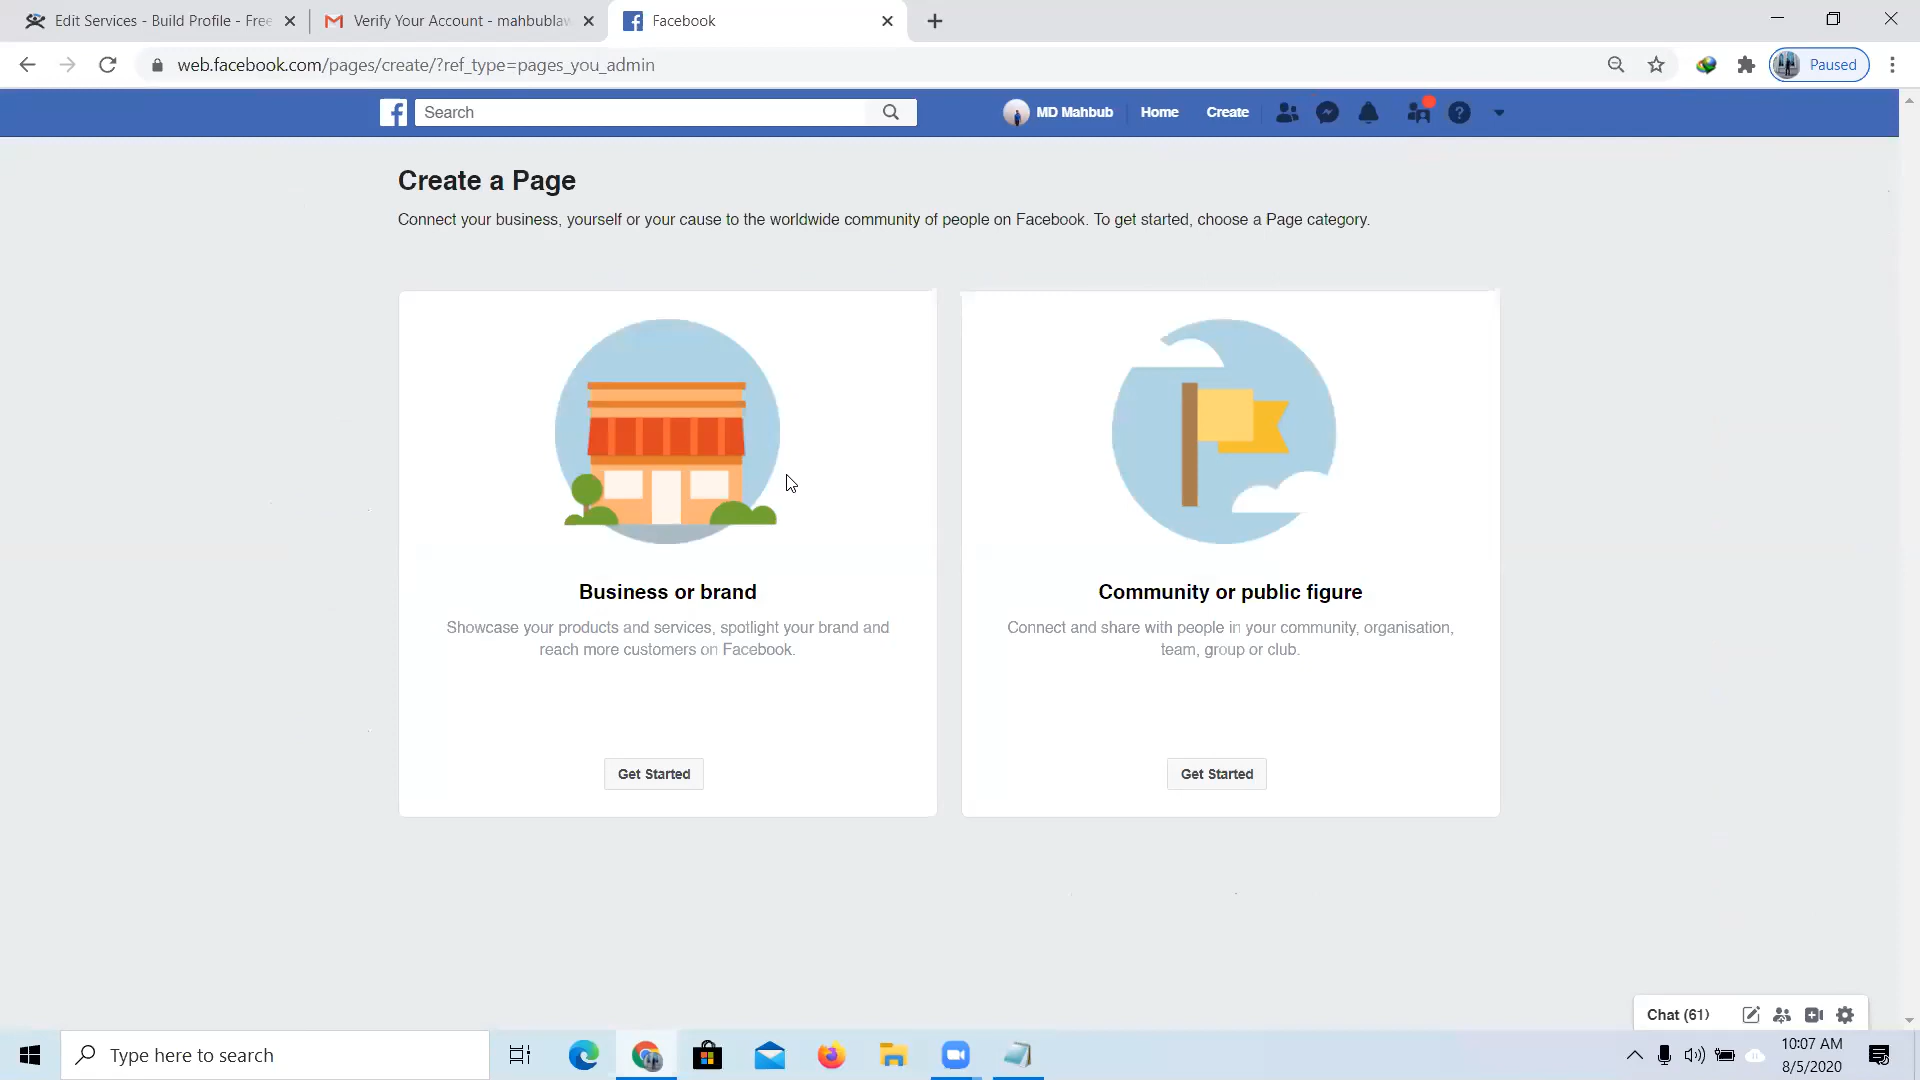 Edit Services - Build Profile - Free
Verify Your Account - mahbublaw
Facebook
web.facebook.com/pages/create/?ref_type=pages_you_admin
Paused
Search
MD Mahbub
Home
Create
Create a Page
Connect your business, yourself or your cause to the worldwide community of people on Facebook. To get started, choose a Page category.
Business or brand
Showcase your products and services, spotlight your brand and
reach more customers on Facebook.
Get Started
Community or public figure
Connect and share with people in your community, organisation,
team, group or club.
Get Started
Chat (61)
Type here to search
10:07 AM
8/5/2020